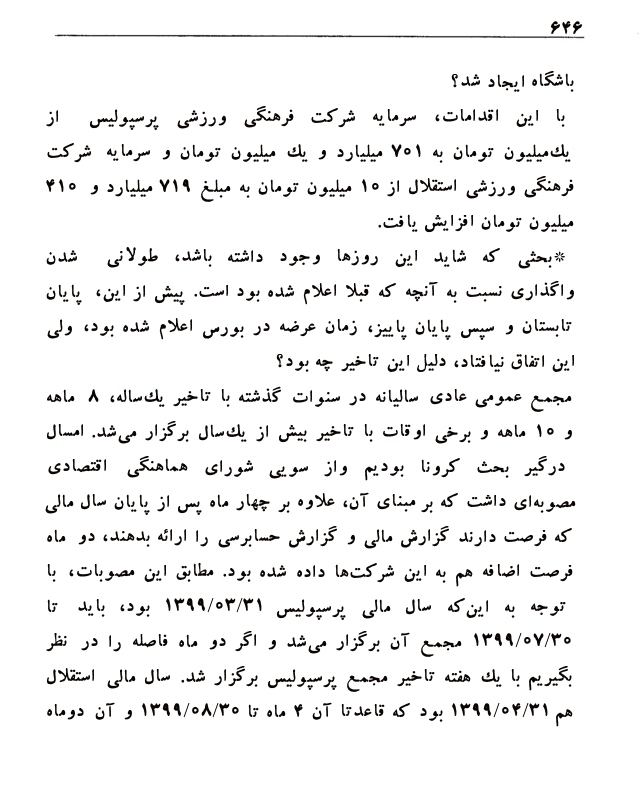 ۶۴۶
باشگاه ایجاد شد؟
با این اقدامات، سرمایه شرکت فرهنگی ورزشی پرسپولیس از
یك‌میلیون تومان به ۷۰۱ میلیارد و یك میلیون تومان و سرمایه شرکت
فرهنگی ورزشی استقلال از ۱۰ میلیون تومان به مبلغ ۷۱۹ میلیارد و ۴۱۰
میلیون تومان افزایش یافت.
*بحثی که شاید این روزها وجود داشته باشد، طولانی شدن
واگذاری نسبت به آنچه که قبلا اعلام شده بود است. پیش از این، پایان
تابستان و سپس پایان پاییز، زمان عرضه در بورس اعلام شده بود، ولی
این اتفاق نیافتاد، دلیل این تاخیر چه بود؟
مجمع عمومی عادی سالیانه در سنوات گذشته با تاخیر یك‌ساله، ۸ ماهه
و ۱۰ ماهه و برخی اوقات با تاخیر بیش از یك‌سال برگزار می‌شد. امسال
درگیر بحث کرونا بودیم واز سویی شورای هماهنگی اقتصادی
مصوبه‌ای داشت که بر مبنای آن، علاوه بر چهار ماه پس از پایان سال مالی
که فرصت دارند گزارش مالی و گزارش حسابرسی را ارائه بدهند، دو ماه
فرصت اضافه هم به این شرکت‌ها داده شده بود. مطابق این مصوبات، با
توجه به این‌که سال مالی پرسپولیس ۱۳۹۹/۰۳/۳۱ بود، باید تا
۱۳۹۹/۰۷/۳۰ مجمع آن برگزار می‌شد و اگر دو ماه فاصله را در نظر
بگیریم با یك هفته تاخیر مجمع پرسپولیس برگزار شد. سال مالی استقلال
هم ۱۳۹۹/۰۴/۳۱ بود که قاعدتا آن ۴ ماه تا ۱۳۹۹/۰۸/۳۰ و آن دوماه